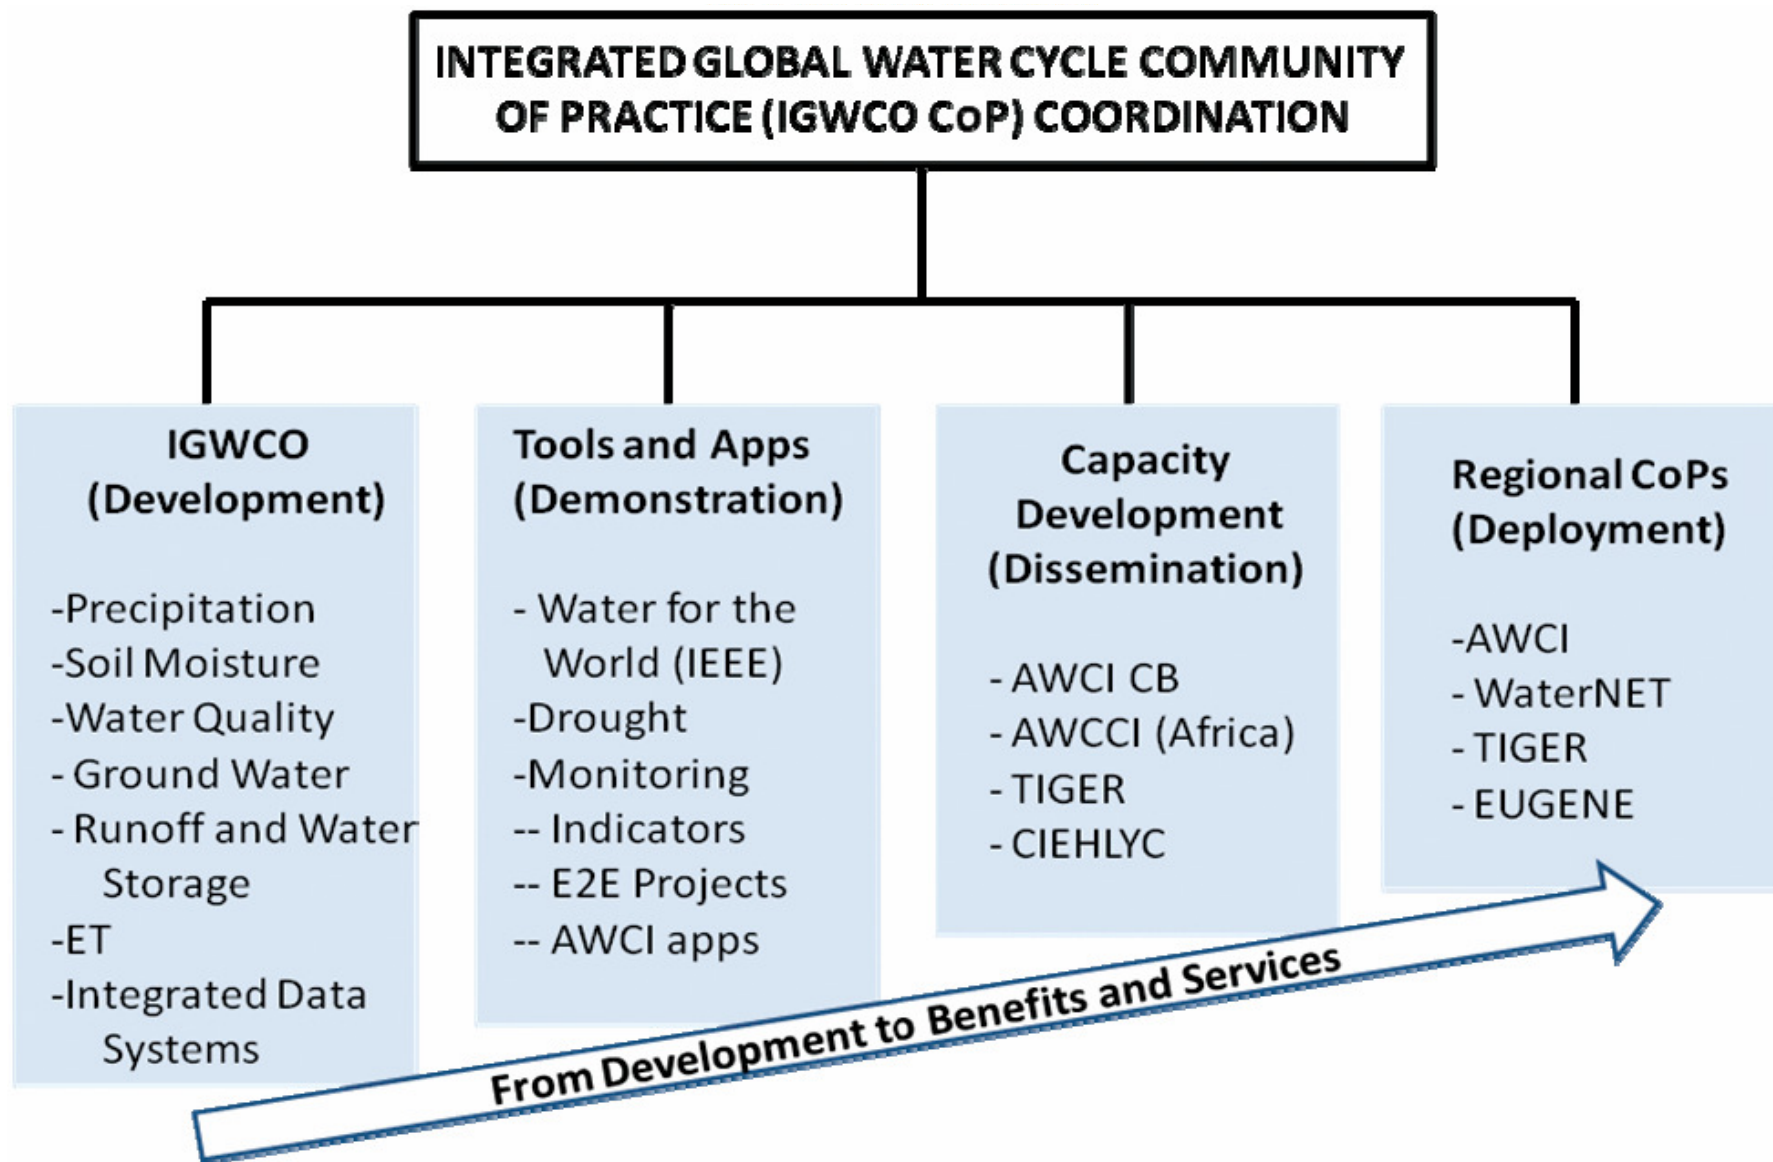 INTEGRATED GLOBAL WATER CYCLE COMMUNITY
OF PRACTICE (IGWCO CoP) COORDINATION
IGWCO
(Development)
-Precipitation
-Soil Moisture
-Water Quality
- Ground Water
- Runoff and Water
Storage
-ET
-Integrated Data
Systems
Tools and Apps
(Demonstration)
- Water for the
World (IEEE)
-Drought
-Monitoring
-- Indicators
-- E2E Projects
-- AWCI apps
Capacity
Development
(Dissemination)
- AWCI CB
- AWCCI (Africa)
- TIGER
- CIEHLYC
Regional CoPs
(Deployment)
-AWCI
- WaterNET
- TIGER
- EUGENE
From Development to Benefits and Services